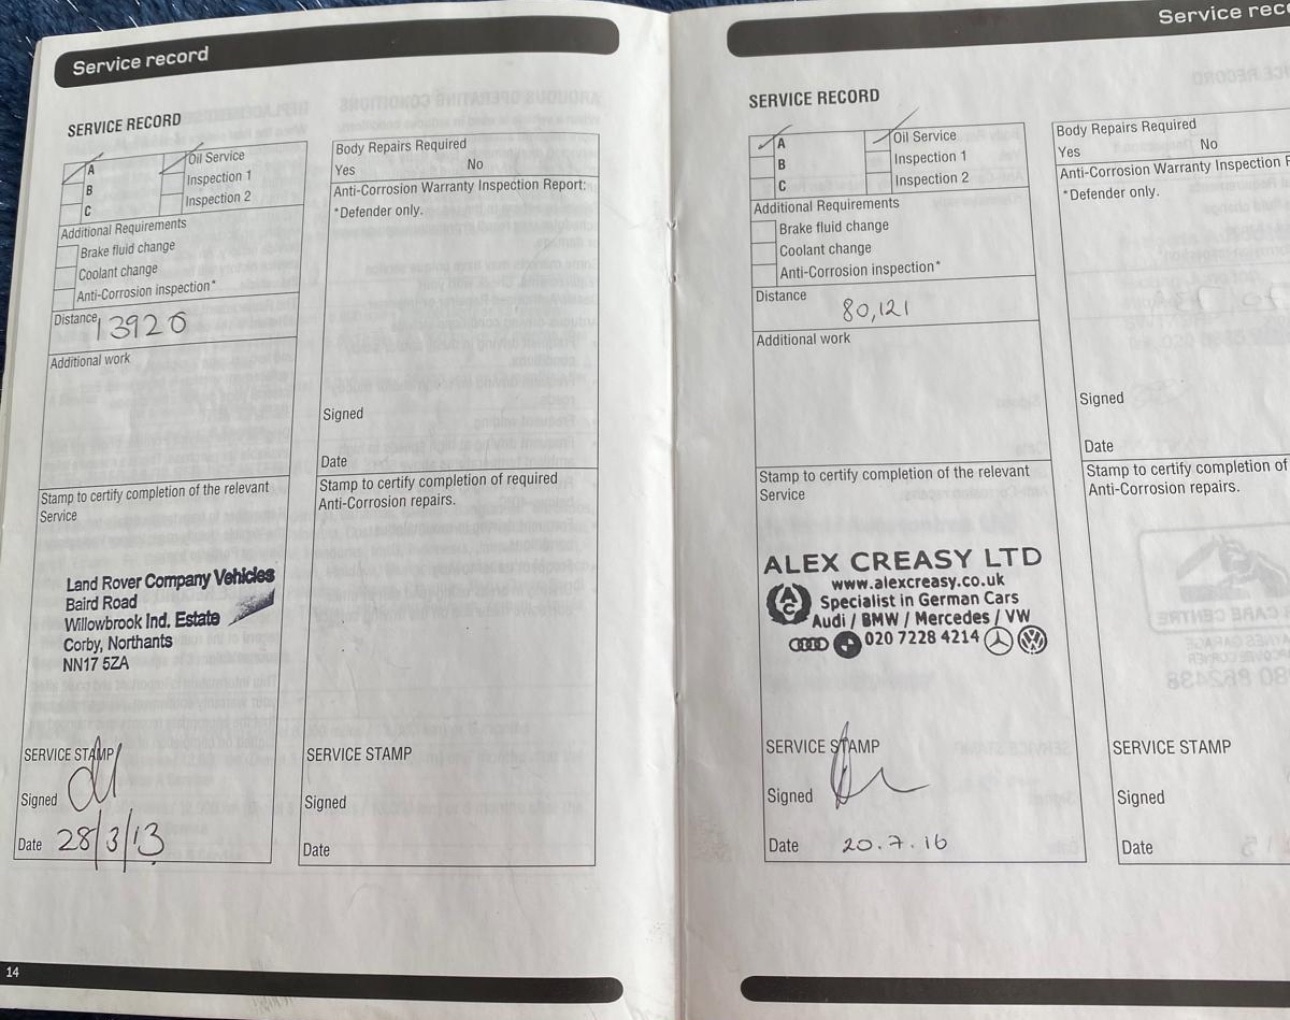 Service record
SERVICE RECORD
A
B
C
Oil Service
Inspection 1
Inspection 2
Additional Requirements
Brake fluid change
Coolant change
Anti-Corrosion inspection*
Distance
13926
Additional work
Stamp to certify completion of the relevant
Service
Land Rover Company Vehicles
Baird Road
Willowbrook Ind. Estate
Corby, Northants
NN17 5ZA
SERVICE STAMP
Signed
Date 28/3/13
Body Repairs Required
Yes No
Anti-Corrosion Warranty Inspection Report:
*Defender only.
Signed
Date
Stamp to certify completion of required
Anti-Corrosion repairs.
SERVICE STAMP
Signed
Date
14
Service rec
SERVICE RECORD
A
B
C
Oil Service
Inspection 1
Inspection 2
Additional Requirements
Brake fluid change
Coolant change
Anti-Corrosion inspection*
Distance
80,121
Additional work
Stamp to certify completion of the relevant
Service
ALEX CREASY LTD
www.alexcreasy.co.uk
Specialist in German Cars
Audi / BMW / Mercedes / VW
020 7228 4214
SERVICE STAMP
Signed
Date 20.7.16
Body Repairs Required
Yes No
Anti-Corrosion Warranty Inspection R
*Defender only.
Signed
Date
Stamp to certify completion of
Anti-Corrosion repairs.
SERVICE STAMP
Signed
Date